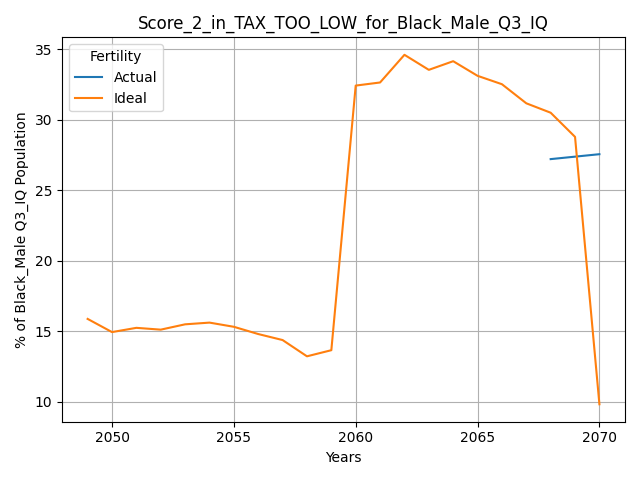 Score_2_in_TAX_TOO_LOW_for_Black_Male_Q3_IQ
Fertility
Actual
Ideal
% of Black_Male Q3_IQ Population
35
30
25
20
15
10
2050
2055
2060
2065
2070
Years